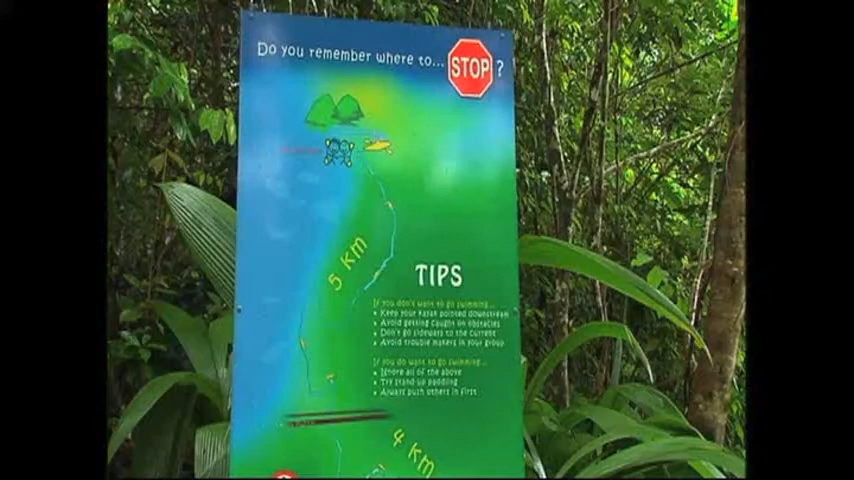 Do you remember where to... STOP ?
5 km
TIPS
If you don't want to go swimming...
• Keep your kayak pointed downstream
• Avoid getting caught on obstacles
• Don't go sideways to the current
• Avoid trouble makers in your group
If you do want to go swimming...
• Ignore all of the above
• Try stand-up paddling
• Always push others in first
4 km